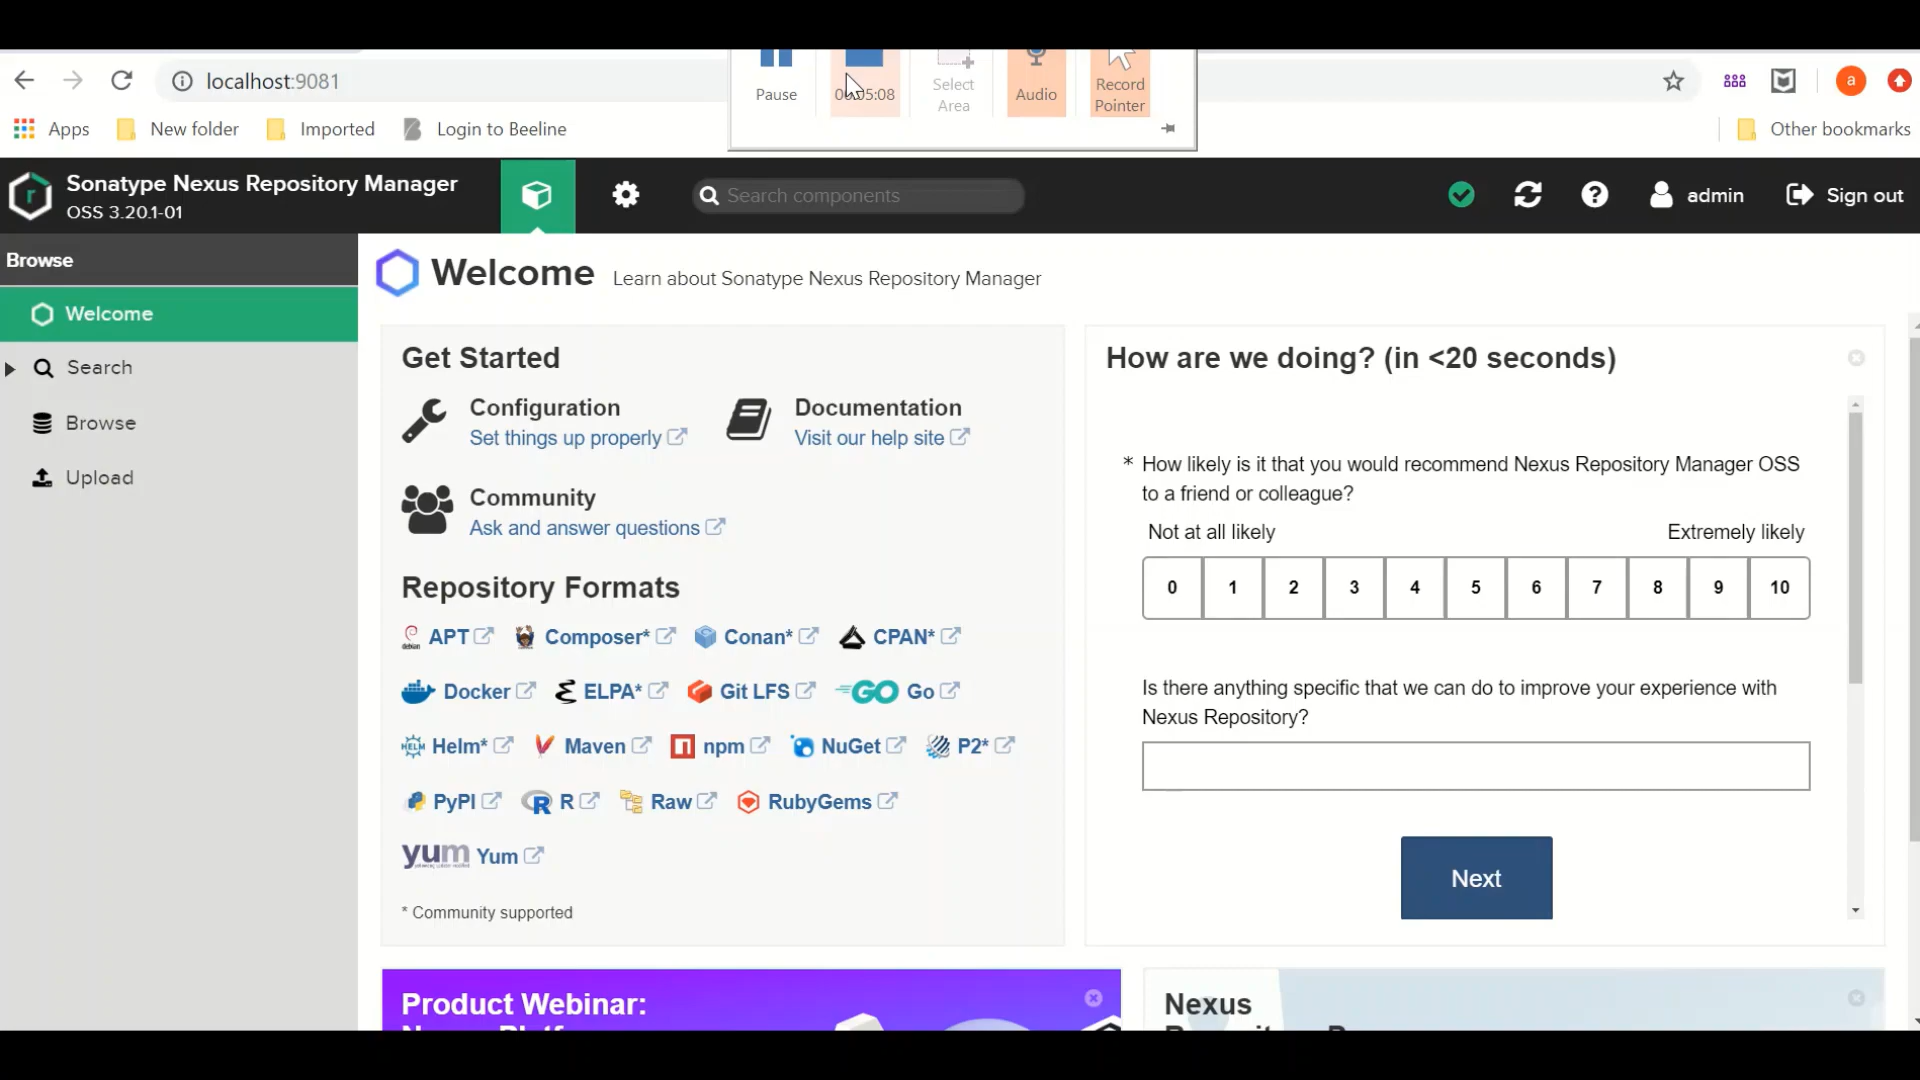 localhost:9081
Pause
Select
Area
Audio
Record
Pointer
a
Apps
New folder
Imported
Login to Beeline
Other bookmarks
Sonatype Nexus Repository Manager
OSS 3.20.1-01
Search components
admin
Sign out
Browse
Welcome
Search
Browse
Upload
Welcome
Learn about Sonatype Nexus Repository Manager
Get Started
Configuration
Set things up properly
Documentation
Visit our help site
Community
Ask and answer questions
Repository Formats
debian APT
Composer*
Conan*
CPAN*
Docker
ELPA*
Git LFS
GO Go
HELM Helm*
Maven
npm
NuGet
P2*
PyPI
R R
Raw
RubyGems
yum Yum
* Community supported
How are we doing? (in <20 seconds)
* How likely is it that you would recommend Nexus Repository Manager OSS
to a friend or colleague?
Not at all likely
Extremely likely
0 1 2 3 4 5 6 7 8 9 10
Is there anything specific that we can do to improve your experience with
Nexus Repository?
Next
Product Webinar:
Nexus